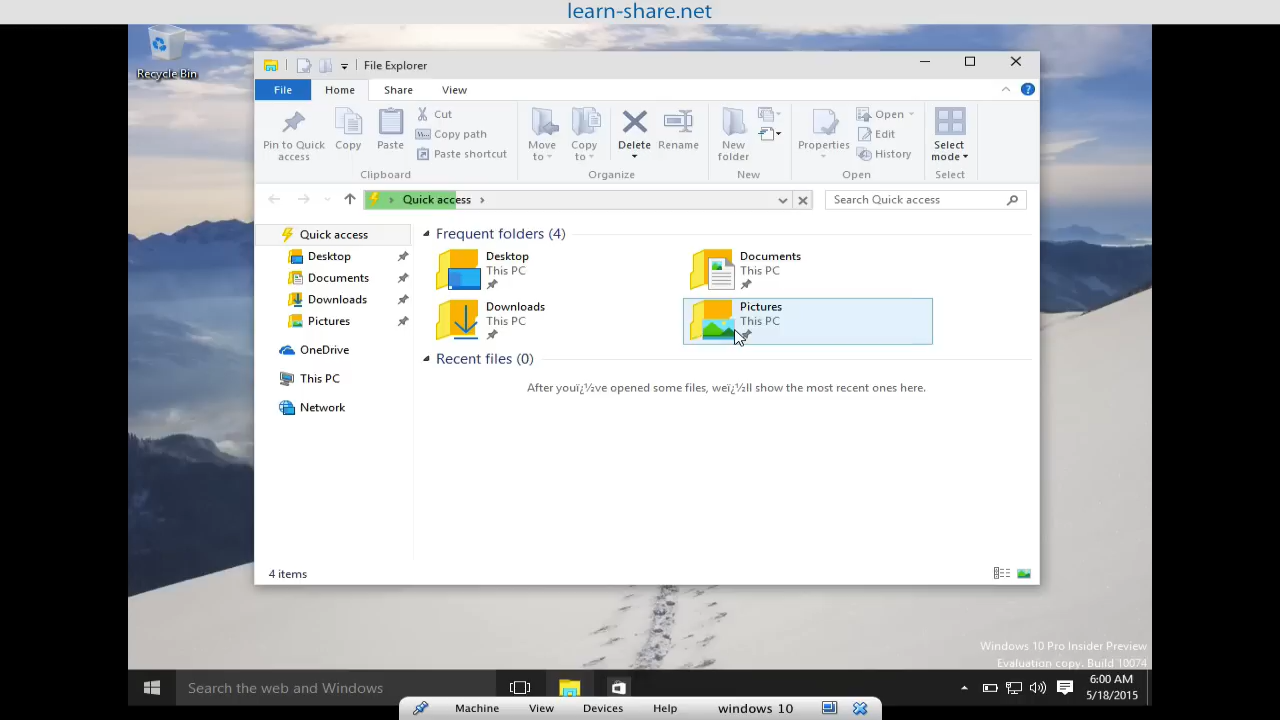 learn-share.net
Recycle Bin
File Explorer
File Home Share View
Pin to Quick access
Copy
Paste
Cut
Copy path
Paste shortcut
Clipboard
Move to
Copy to
Delete
Rename
Organize
New folder
New
Properties
Open
Edit
History
Open
Select mode
Select
Quick access
Search Quick access
Quick access
Desktop
Documents
Downloads
Pictures
OneDrive
This PC
Network
Frequent folders (4)
Desktop
This PC
Documents
This PC
Downloads
This PC
Pictures
This PC
Recent files (0)
After youï¿½ve opened some files, weï¿½ll show the most recent ones here.
4 items
Windows 10 Pro Insider Preview
Evaluation copy. Build 10074
Search the web and Windows
6:00 AM
5/18/2015
Machine View Devices Help windows 10